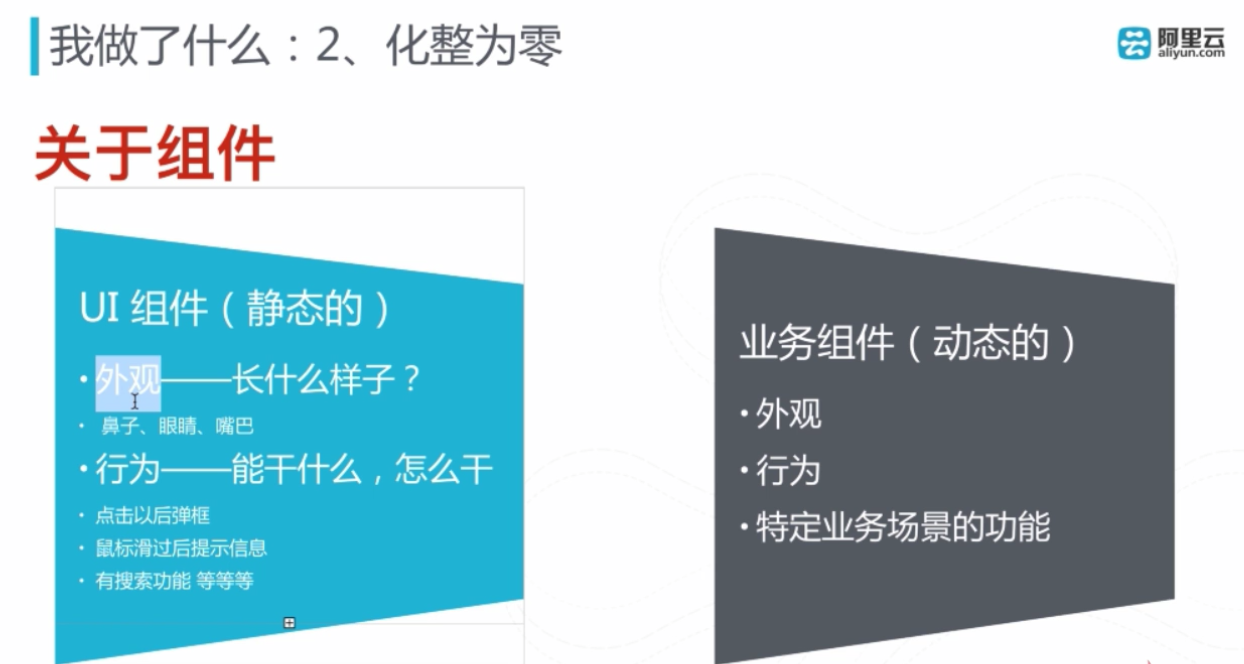 我做了什么：2、化整为零
阿里云
aliyun.com
关于组件
UI 组件（静态的）
• 外观——长什么样子？
• 鼻子、眼睛、嘴巴
• 行为——能干什么，怎么干
• 点击以后弹框
• 鼠标滑过后提示信息
• 有搜索功能 等等等
业务组件（动态的）
• 外观
• 行为
• 特定业务场景的功能